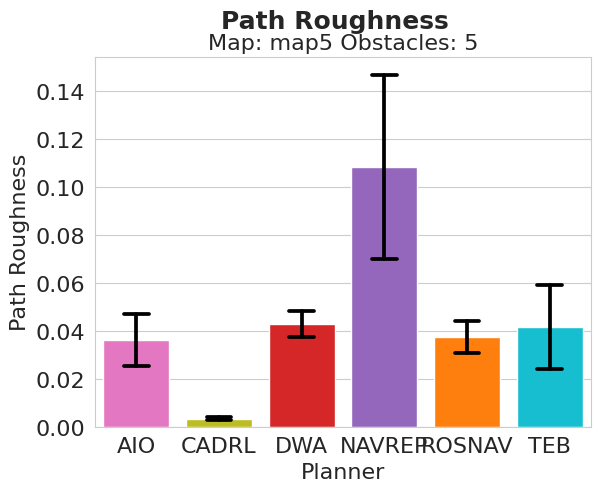 Path Roughness
Map: map5 Obstacles: 5
Path Roughness
0.14
0.12
0.10
0.08
0.06
0.04
0.02
0.00
AIO CADRL DWA NAVREP ROSNAV TEB
Planner